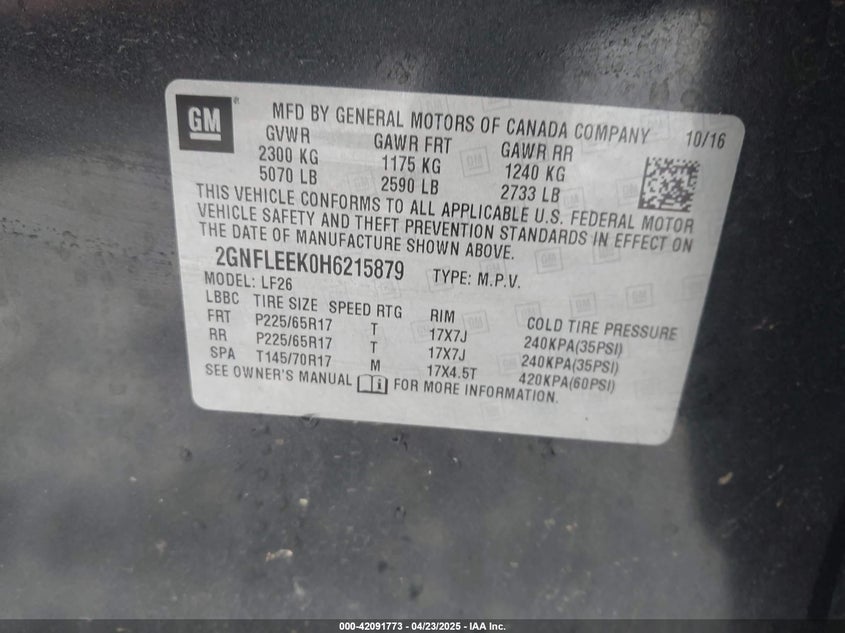 GM
MFD BY GENERAL MOTORS OF CANADA COMPANY 10/16
GVWR GAWR FRT GAWR RR
2300 KG 1175 KG 1240 KG
5070 LB 2590 LB 2733 LB
THIS VEHICLE CONFORMS TO ALL APPLICABLE U.S. FEDERAL MOTOR
VEHICLE SAFETY AND THEFT PREVENTION STANDARDS IN EFFECT ON
THE DATE OF MANUFACTURE SHOWN ABOVE.
2GNFLEEK0H6215879 TYPE: M.P.V.
MODEL: LF26
LBBC TIRE SIZE SPEED RTG RIM COLD TIRE PRESSURE
FRT P225/65R17 T 17X7J 240KPA(35PSI)
RR P225/65R17 T 17X7J 240KPA(35PSI)
SPA T145/70R17 M 17X4.5T 420KPA(60PSI)
SEE OWNER'S MANUAL FOR MORE INFORMATION.
000-42091773 - 04/23/2025 - IAA Inc.